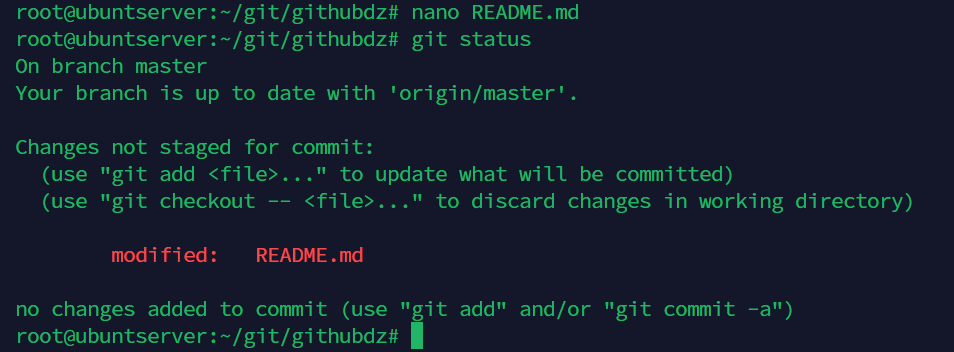 root@ubuntserver:~/git/githubdz# nano README.md
root@ubuntserver:~/git/githubdz# git status
On branch master
Your branch is up to date with 'origin/master'.

Changes not staged for commit:
  (use "git add <file>..." to update what will be committed)
  (use "git checkout -- <file>..." to discard changes in working directory)

        modified:   README.md

no changes added to commit (use "git add" and/or "git commit -a")
root@ubuntserver:~/git/githubdz#